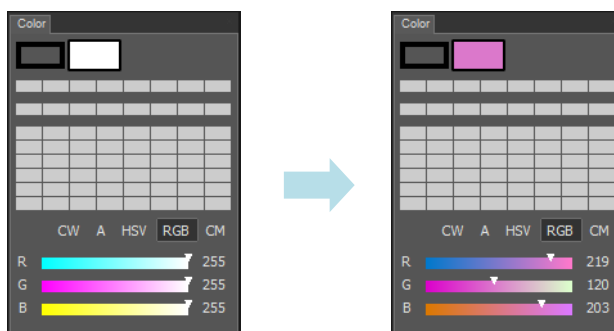 Color
CW A HSV RGB CM
R 255
G 255
B 255
Color
CW A HSV RGB CM
R 219
G 120
B 203